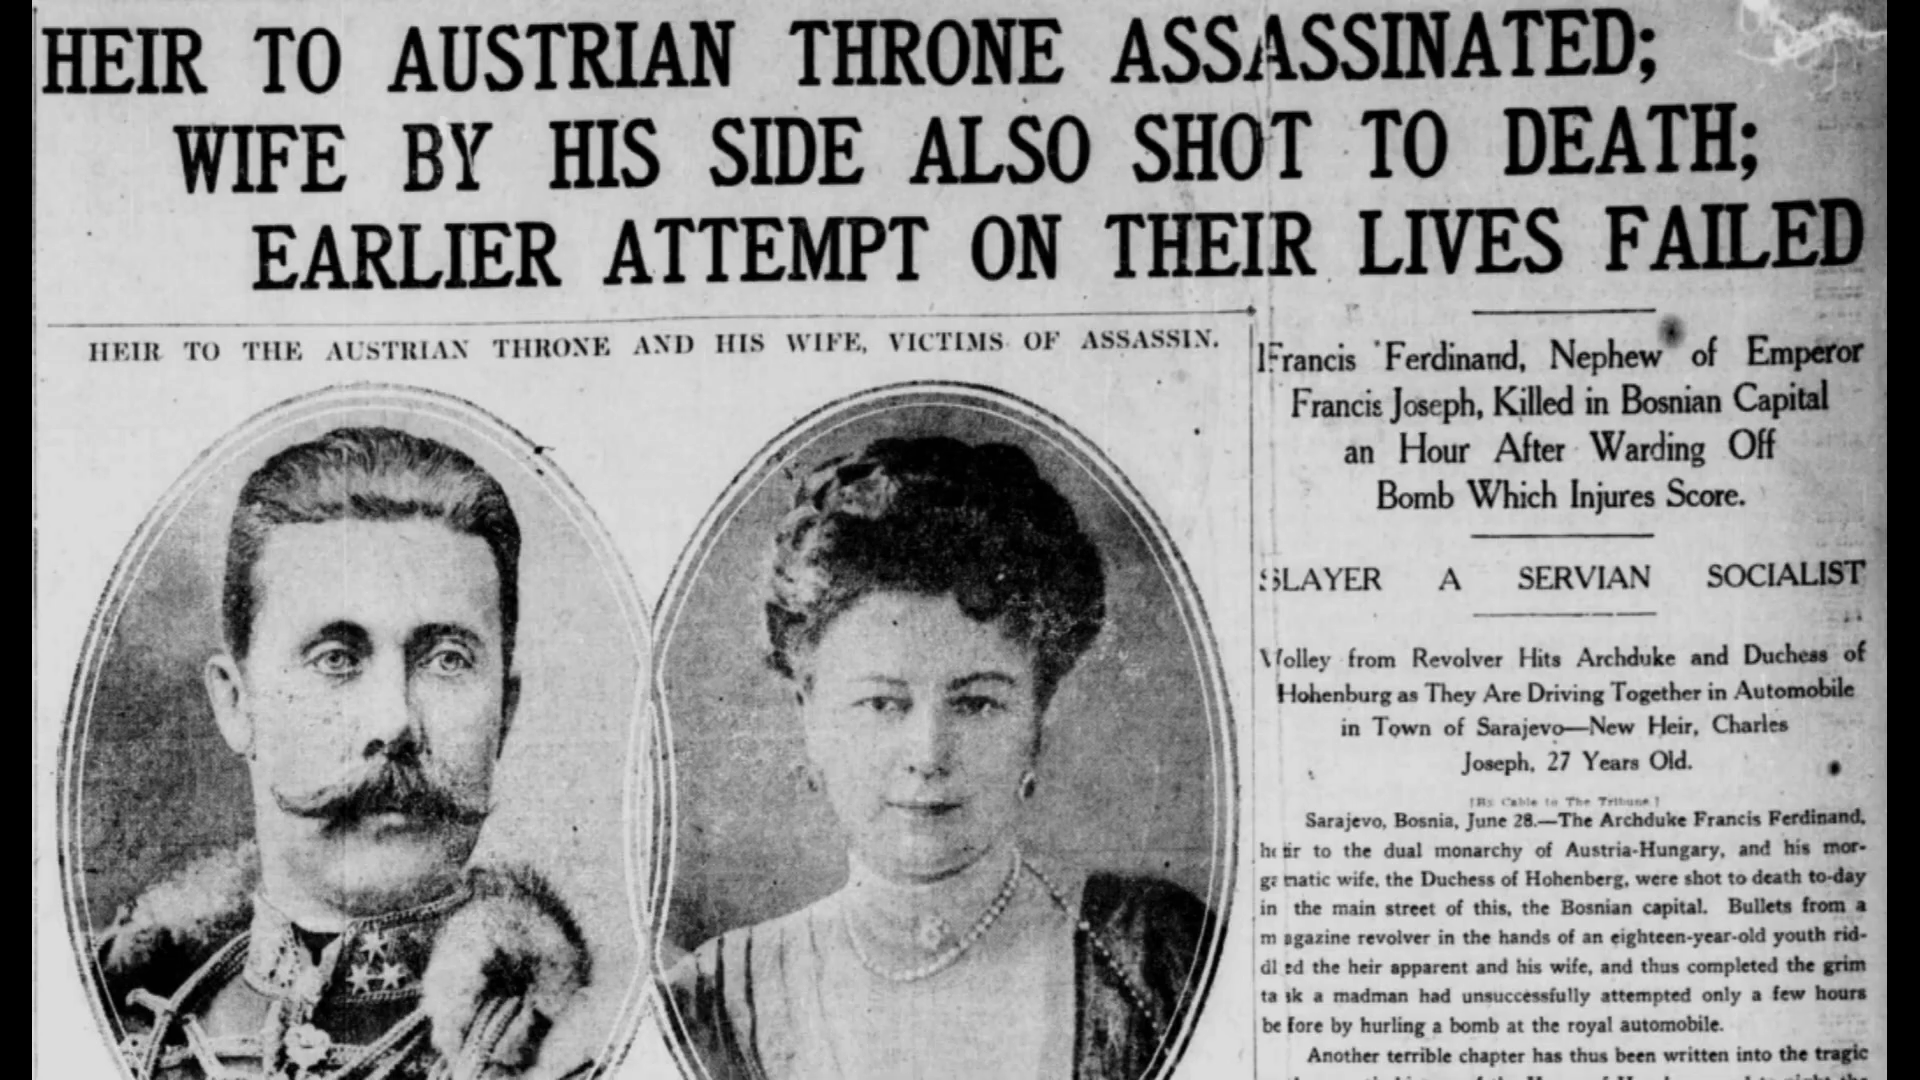 HEIR TO AUSTRIAN THRONE ASSASSINATED;
WIFE BY HIS SIDE ALSO SHOT TO DEATH;
EARLIER ATTEMPT ON THEIR LIVES FAILED
HEIR TO THE AUSTRIAN THRONE AND HIS WIFE, VICTIMS OF ASSASSIN.
Francis Ferdinand, Nephew of Emperor
Francis Joseph, Killed in Bosnian Capital
an Hour After Warding Off
Bomb Which Injures Score.
SLAYER A SERVIAN SOCIALIST
Volley from Revolver Hits Archduke and Duchess of
Hohenburg as They Are Driving Together in Automobile
in Town of Sarajevo—New Heir, Charles
Joseph, 27 Years Old.
[By Cable to The Tribune]
Sarajevo, Bosnia, June 28.—The Archduke Francis Ferdinand,
heir to the dual monarchy of Austria-Hungary, and his mor-
ganatic wife, the Duchess of Hohenberg, were shot to death to-day
in the main street of this, the Bosnian capital. Bullets from a
magazine revolver in the hands of an eighteen-year-old youth rid-
dled the heir apparent and his wife, and thus completed the grim
task a madman had unsuccessfully attempted only a few hours
before by hurling a bomb at the royal automobile.
Another terrible chapter has thus been written into the tragic